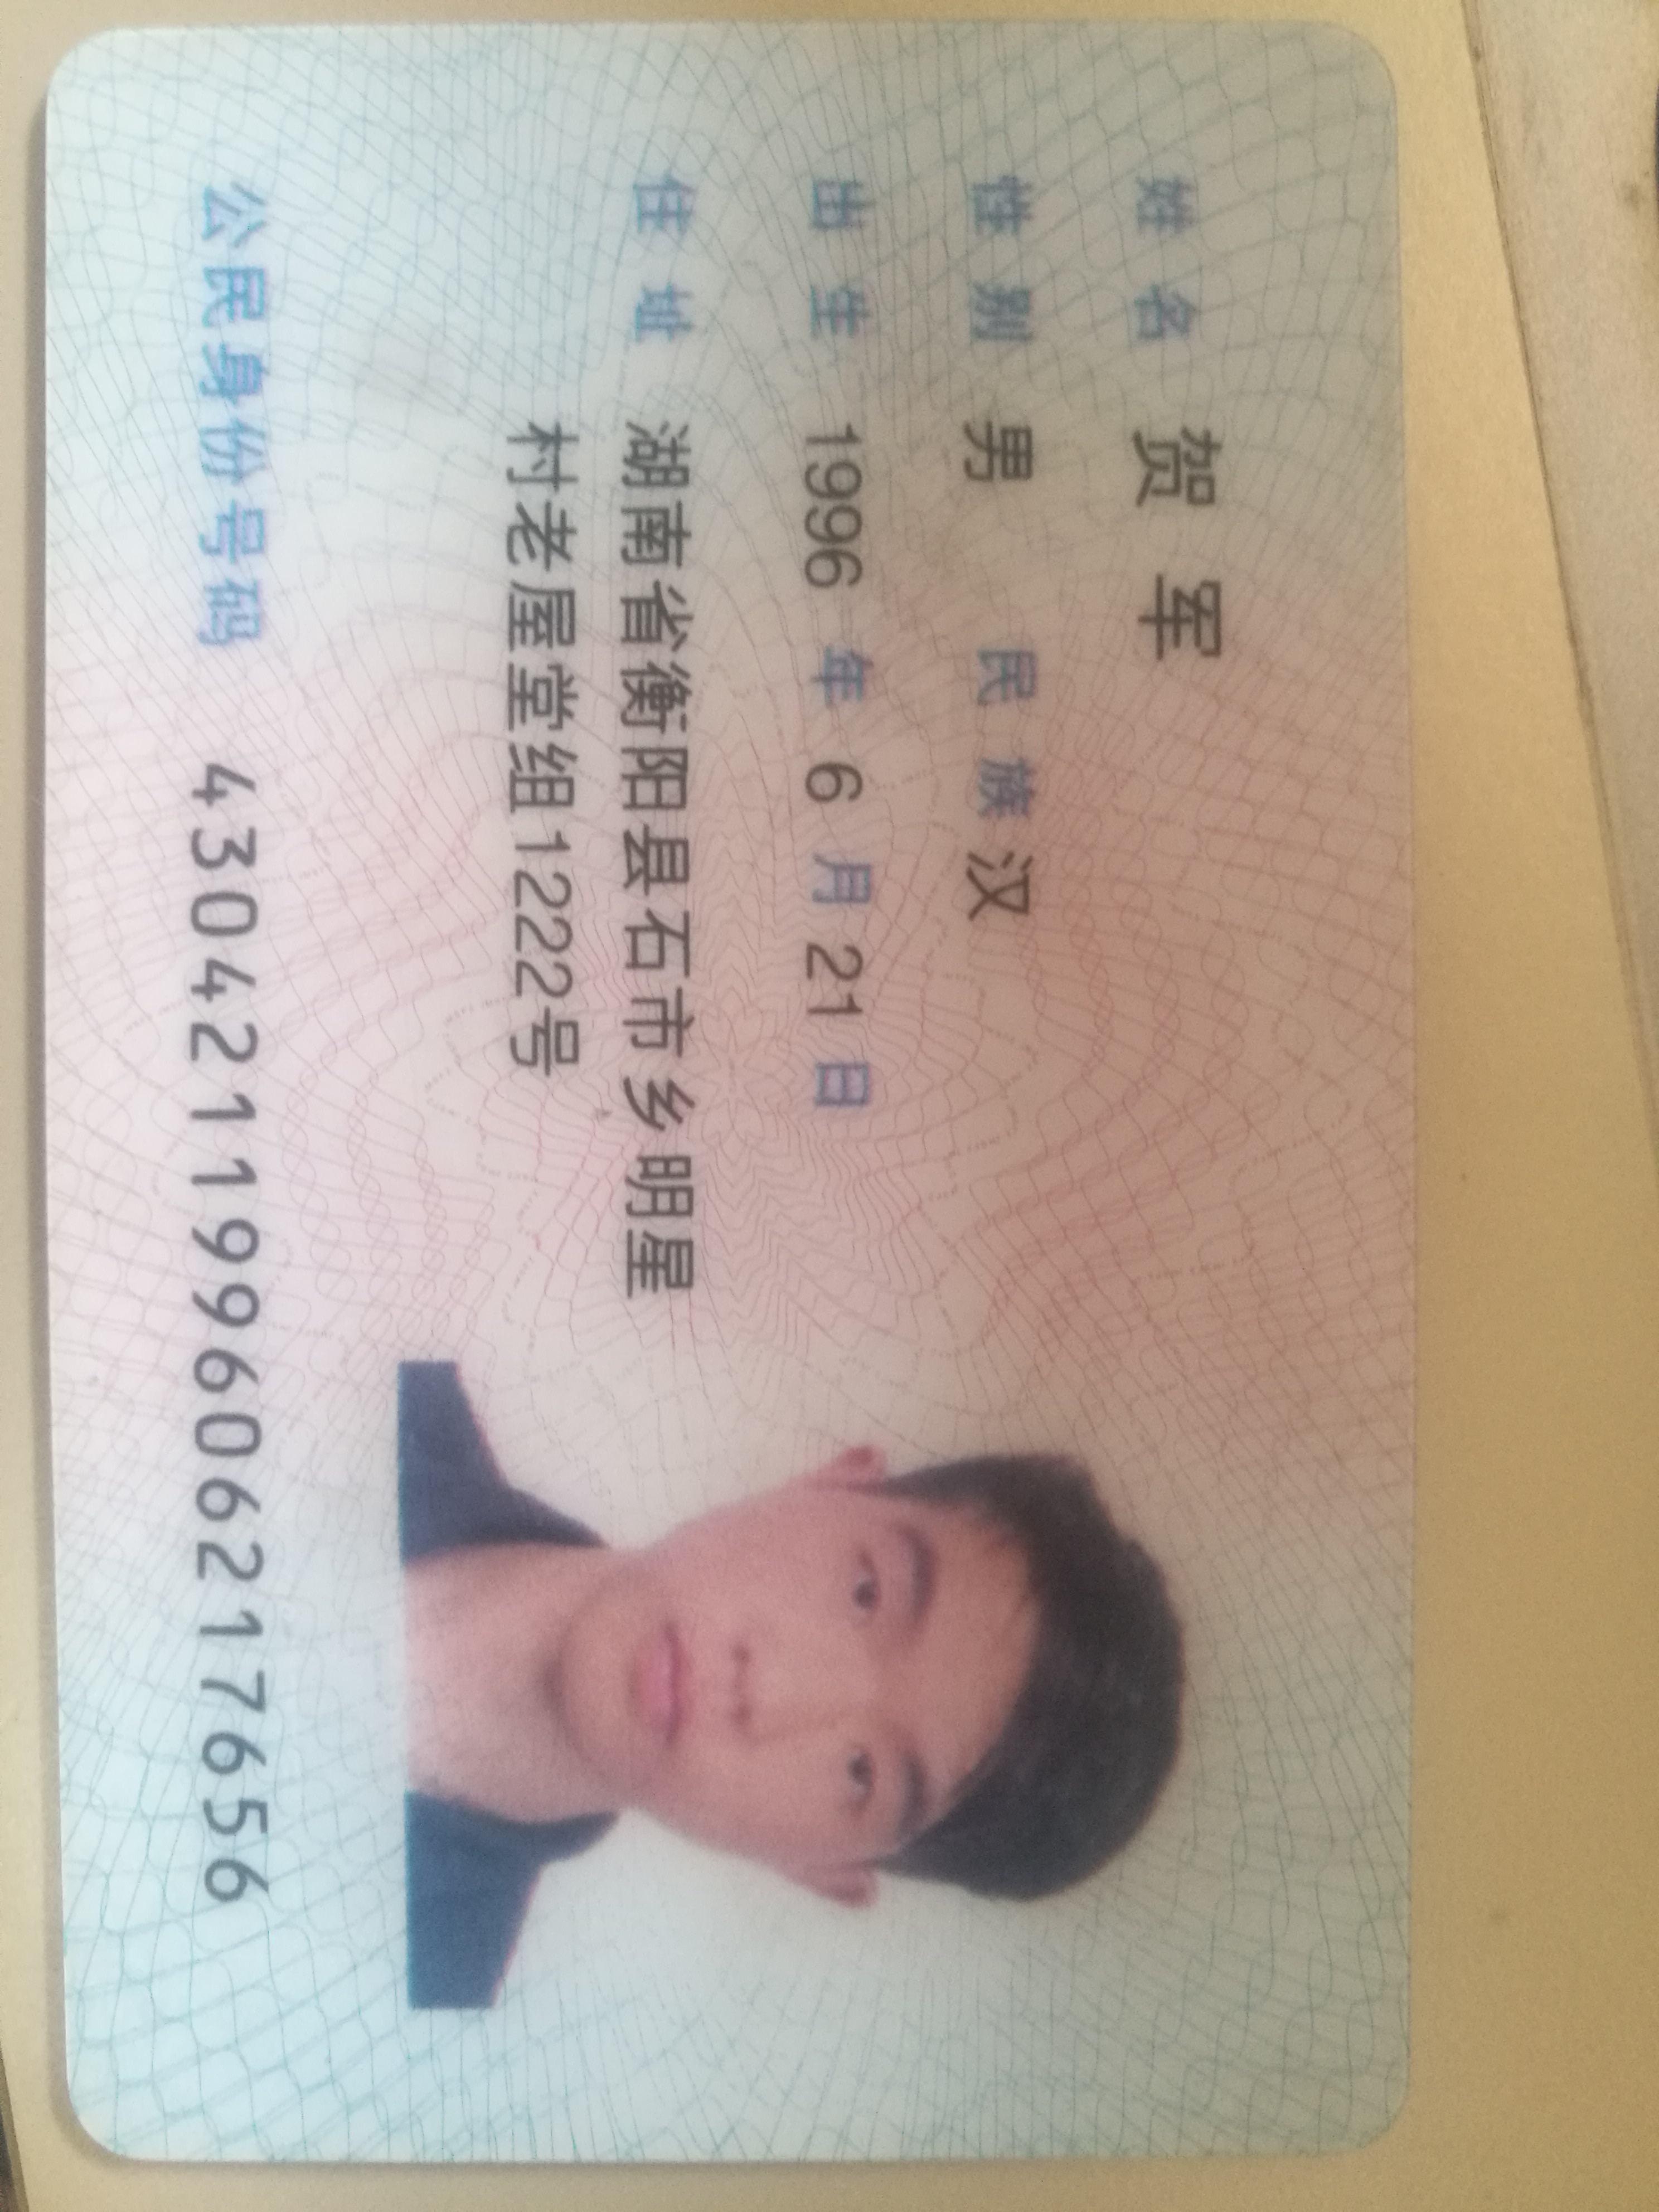 姓名 贺军
性别 男 民族 汉
出生 1996 年 6 月 21 日
住址 湖南省衡阳县石市乡明星
村老屋堂组1222号
公民身份号码 430421199606217656